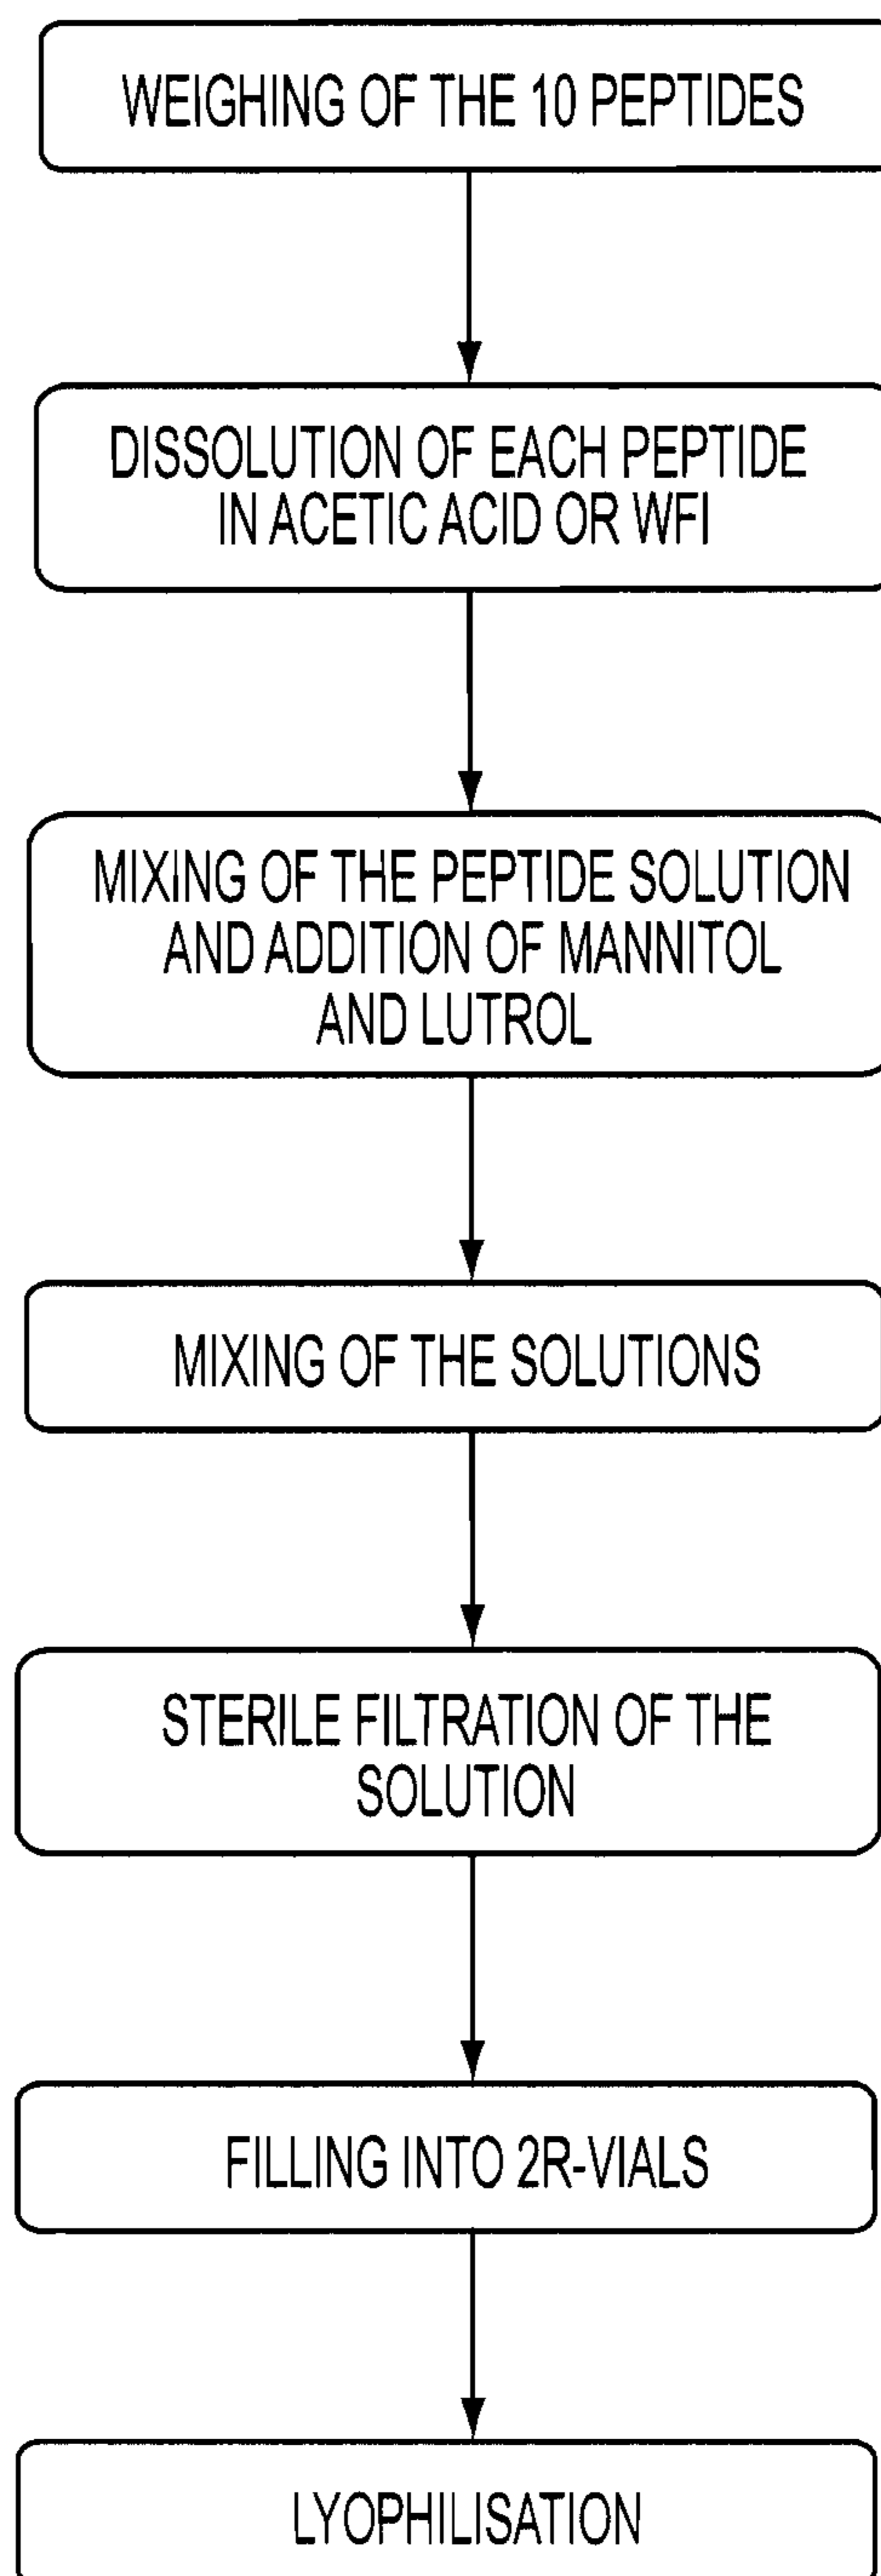 WEIGHING OF THE 10 PEPTIDES
DISSOLUTION OF EACH PEPTIDE
IN ACETIC ACID OR WFI
MIXING OF THE PEPTIDE SOLUTION
AND ADDITION OF MANNITOL
AND LUTROL
MIXING OF THE SOLUTIONS
STERILE FILTRATION OF THE
SOLUTION
FILLING INTO 2R-VIALS
LYOPHILISATION